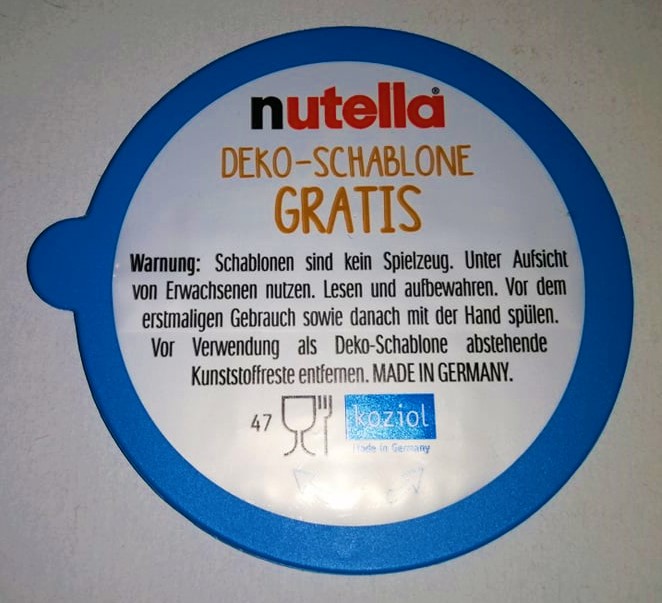 nutella®
DEKO-SCHABLONE
GRATIS
Warnung: Schablonen sind kein Spielzeug. Unter Aufsicht
von Erwachsenen nutzen. Lesen und aufbewahren. Vor dem
erstmaligen Gebrauch sowie danach mit der Hand spülen.
Vor Verwendung als Deko-Schablone abstehende
Kunststoffreste entfernen. MADE IN GERMANY.
47 koziol
Made in Germany